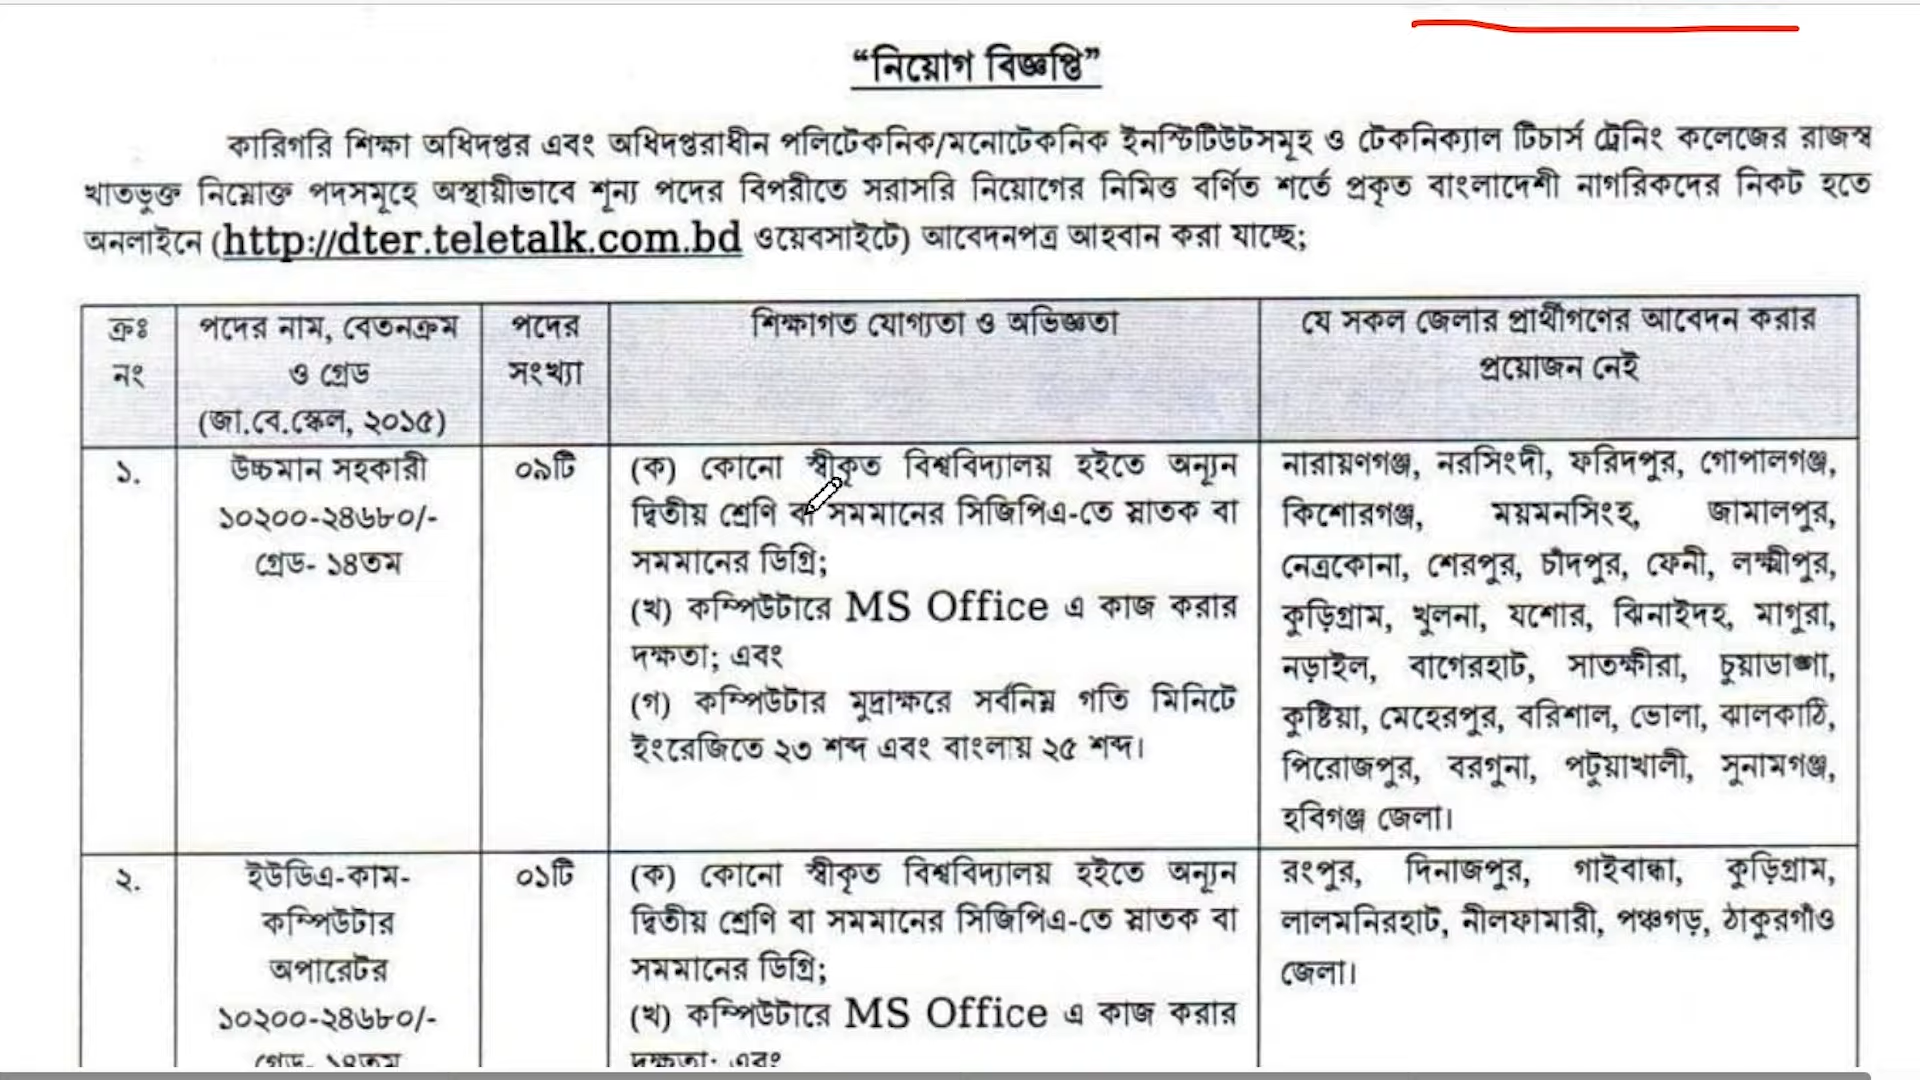 “নিয়োগ বিজ্ঞপ্তি”
কারিগরি শিক্ষা অধিদপ্তর এবং অধিদপ্তরাধীন পলিটেকনিক/মনোটেকনিক ইনস্টিটিউটসমূহ ও টেকনিক্যাল টিচার্স ট্রেনিং কলেজের রাজস্ব
খাতভুক্ত নিম্নোক্ত পদসমূহে অস্থায়ীভাবে শূন্য পদের বিপরীতে সরাসরি নিয়োগের নিমিত্ত বর্ণিত শর্তে প্রকৃত বাংলাদেশী নাগরিকদের নিকট হতে
অনলাইনে (http://dter.teletalk.com.bd ওয়েবসাইটে) আবেদনপত্র আহবান করা যাচ্ছে;
ক্রঃ
নং
পদের নাম, বেতনক্রম
ও গ্রেড
(জা.বে.স্কেল, ২০১৫)
পদের
সংখ্যা
শিক্ষাগত যোগ্যতা ও অভিজ্ঞতা
যে সকল জেলার প্রার্থীগণের আবেদন করার
প্রয়োজন নেই
১.
উচ্চমান সহকারী
১০২০০-২৪৬৮০/-
গ্রেড- ১৪তম
০৯টি
(ক) কোনো স্বীকৃত বিশ্ববিদ্যালয় হইতে অন্যূন
দ্বিতীয় শ্রেণি বা সমমানের সিজিপিএ-তে স্নাতক বা
সমমানের ডিগ্রি;
(খ) কম্পিউটারে MS Office এ কাজ করার
দক্ষতা; এবং
(গ) কম্পিউটার মুদ্রাক্ষরে সর্বনিম্ন গতি মিনিটে
ইংরেজিতে ২৩ শব্দ এবং বাংলায় ২৫ শব্দ।
নারায়ণগঞ্জ, নরসিংদী, ফরিদপুর, গোপালগঞ্জ,
কিশোরগঞ্জ, ময়মনসিংহ, জামালপুর,
নেত্রকোনা, শেরপুর, চাঁদপুর, ফেনী, লক্ষ্মীপুর,
কুড়িগ্রাম, খুলনা, যশোর, ঝিনাইদহ, মাগুরা,
নড়াইল, বাগেরহাট, সাতক্ষীরা, চুয়াডাঙ্গা,
কুষ্টিয়া, মেহেরপুর, বরিশাল, ভোলা, ঝালকাঠি,
পিরোজপুর, বরগুনা, পটুয়াখালী, সুনামগঞ্জ,
হবিগঞ্জ জেলা।
২.
ইউডিএ-কাম-
কম্পিউটার
অপারেটর
১০২০০-২৪৬৮০/-
গ্রেড- ১৪তম
০১টি
(ক) কোনো স্বীকৃত বিশ্ববিদ্যালয় হইতে অন্যূন
দ্বিতীয় শ্রেণি বা সমমানের সিজিপিএ-তে স্নাতক বা
সমমানের ডিগ্রি;
(খ) কম্পিউটারে MS Office এ কাজ করার
দক্ষতা; এবং
রংপুর, দিনাজপুর, গাইবান্ধা, কুড়িগ্রাম,
লালমনিরহাট, নীলফামারী, পঞ্চগড়, ঠাকুরগাঁও
জেলা।